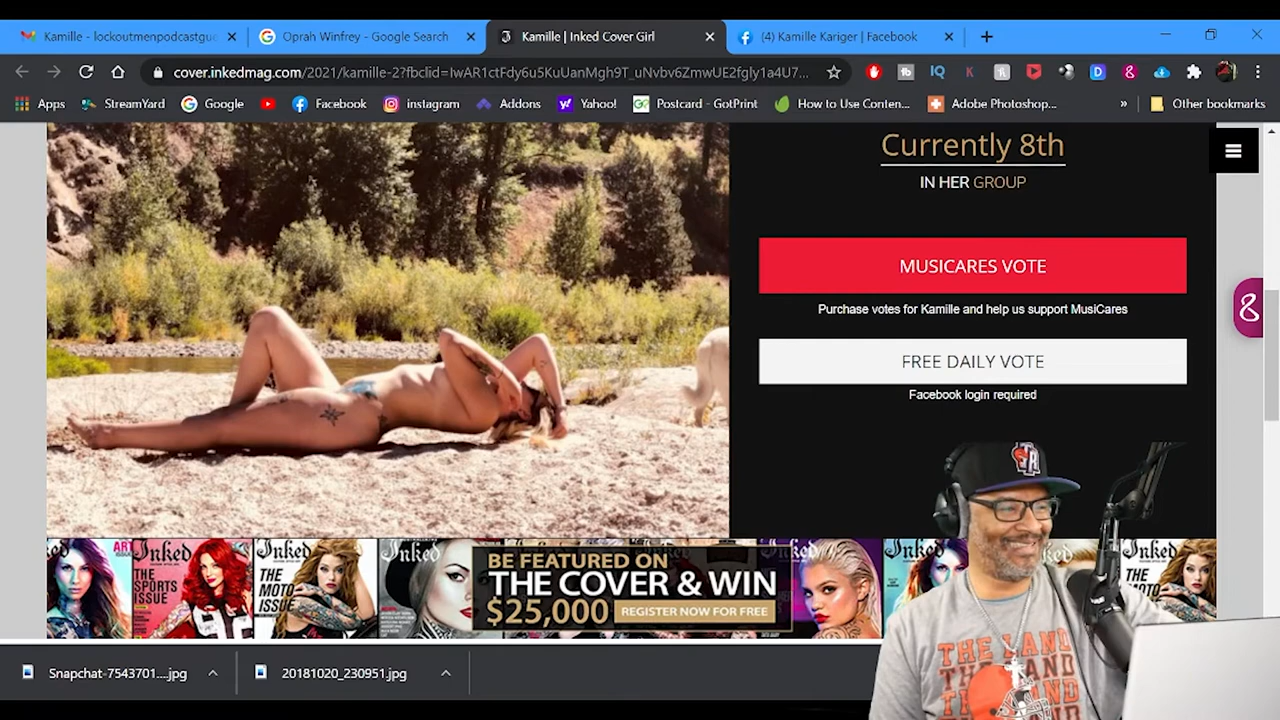 Kamille - lockoutmenpodcastgue
Oprah Winfrey - Google Search
Kamille | Inked Cover Girl
(4) Kamille Kariger | Facebook
cover.inkedmag.com/2021/kamille-2?fbclid=IwAR1ctFdy6u5KuUanMgh9T_uNvbv6ZmwUE2fgly1a4U7...
Apps
StreamYard
Google
Facebook
instagram
Addons
Yahoo!
Postcard - GotPrint
How to Use Conten...
Adobe Photoshop...
»
Other bookmarks
Currently 8th
IN HER GROUP
MUSICARES VOTE
Purchase votes for Kamille and help us support MusiCares
FREE DAILY VOTE
Facebook login required
Inked
THE SPORTS ISSUE
Inked
THE MOTO ISSUE
Inked
BE FEATURED ON
THE COVER & WIN
$25,000 REGISTER NOW FOR FREE
THE MOTO ISSUE
Snapchat-7543701....jpg
20181020_230951.jpg
THE LAND